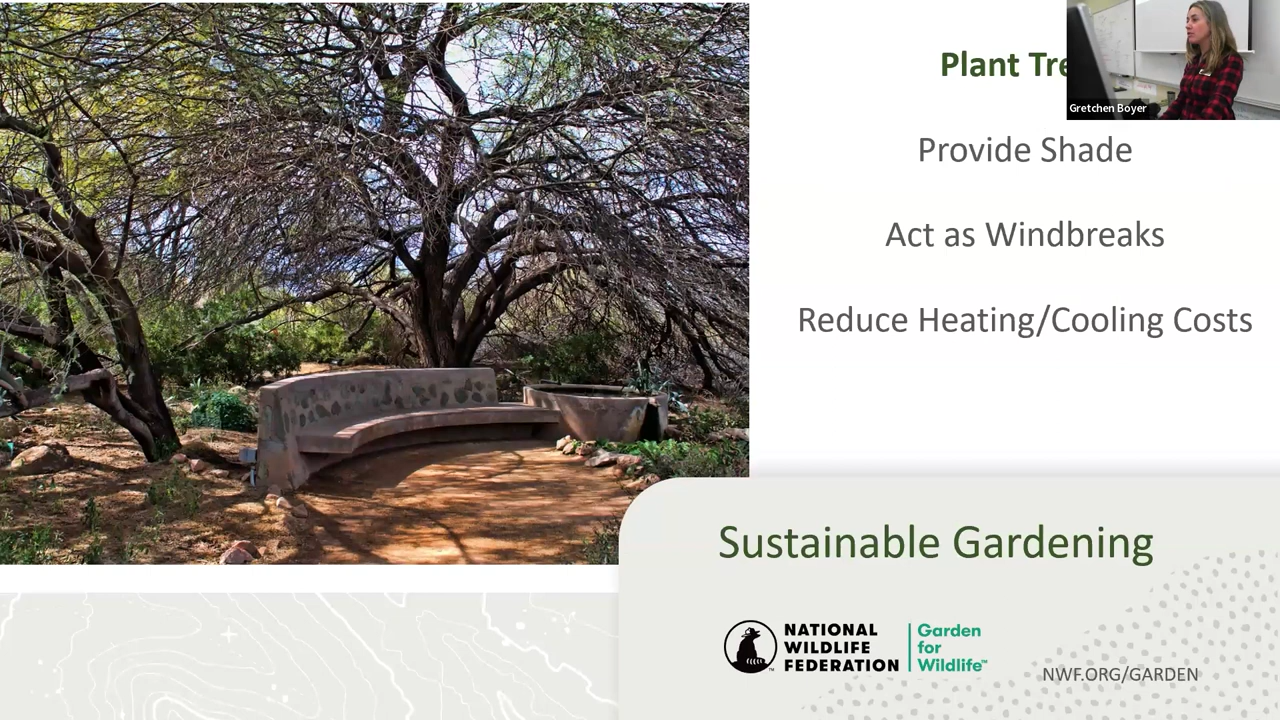 Plant Tre
Gretchen Boyer
Provide Shade
Act as Windbreaks
Reduce Heating/Cooling Costs
Sustainable Gardening
NATIONAL
WILDLIFE
FEDERATION
Garden
for
Wildlife™
NWF.ORG/GARDEN